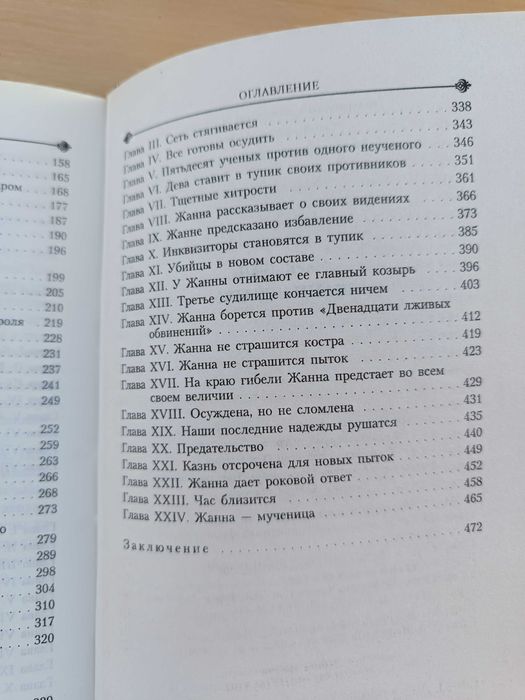 158
165
ром 168
177
187
190
196
199
205
210
роля 219
228
231
237
241
249
252
259
263
266
268
273
о
279
289
298
304
310
317
320
ОГЛАВЛЕНИЕ
Глава III. Сеть стягивается 338
Глава IV. Все готовы осудить 343
Глава V. Пятьдесят ученых против одного неученого 346
Глава VI. Дева ставит в тупик своих противников 351
Глава VII. Тщетные хитрости 361
Глава VIII. Жанна рассказывает о своих видениях 366
Глава IX. Жанне предсказано избавление 373
Глава X. Инквизиторы становятся в тупик 385
Глава XI. Убийцы в новом составе 390
Глава XII. У Жанны отнимают ее главный козырь 396
Глава XIII. Третье судилище кончается ничем 403
Глава XIV. Жанна борется против «Двенадцати лживых
обвинений» 412
Глава XV. Жанна не страшится костра 419
Глава XVI. Жанна не страшится пыток 423
Глава XVII. На краю гибели Жанна предстает во всем
своем величии 429
Глава XVIII. Осуждена, но не сломлена 431
Глава XIX. Наши последние надежды рушатся 435
Глава XX. Предательство 440
Глава XXI. Казнь отсрочена для новых пыток 449
Глава XXII. Жанна дает роковой ответ 452
Глава XXIII. Час близится 458
Глава XXIV. Жанна — мученица 465
Заключение 472